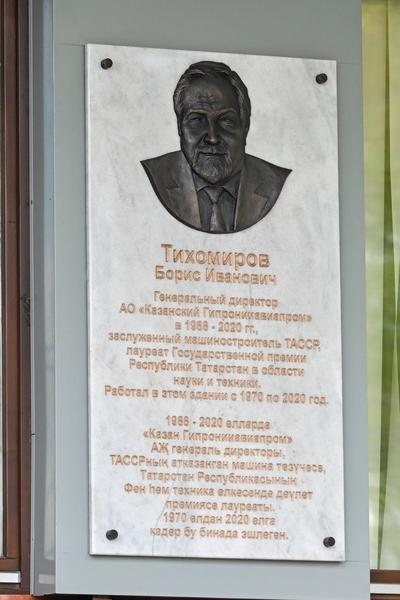 Тихомиров
Борис Иванович
Генеральный директор
АО «Казанский Гипронииавиапром»
в 1986 - 2020 гг.,
заслуженный машиностроитель ТАССР,
лауреат Государственной премии
Республики Татарстан в области
науки и техники.
Работал в этом здании с 1970 по 2020 год.
1986 - 2020 елларда
«Казан Гипронииавиапром»
АҖ генераль директоры.
ТАССРның атказанган машина төзүчесе,
Татарстан Республикасының
Фән һәм техника өлкәсендә дәүләт
премиясе лауреаты.
1970 елдан 2020 елга
кадәр бу бинада эшләгән.